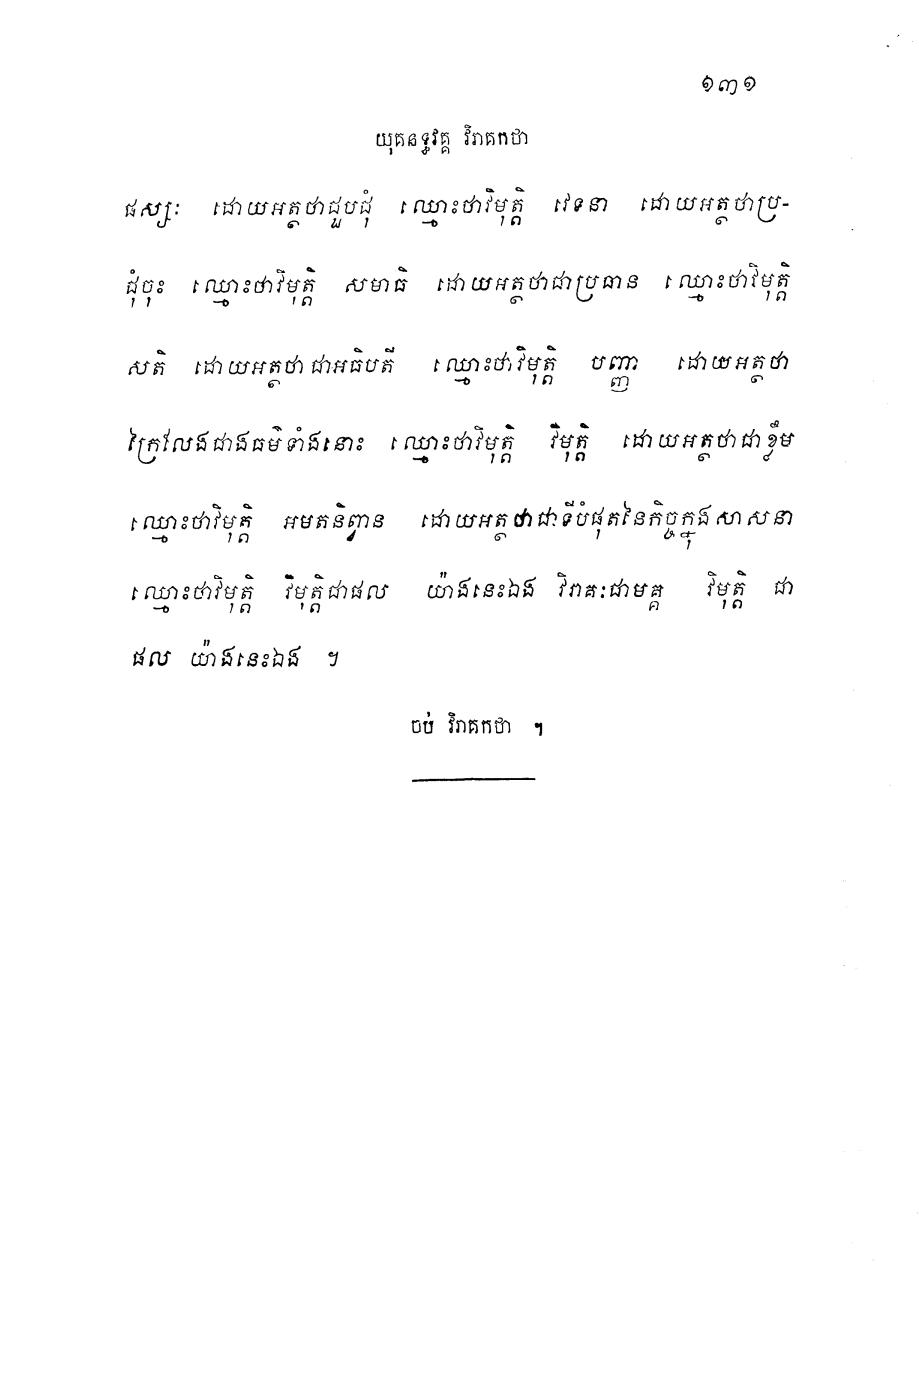 ១៣១
យុគនទ្ធវគ្គ វិរាគកថា
ផស្សៈ ដោយអត្ថថាជួបជុំ ឈ្មោះថាវិមុត្តិ វេទនា ដោយអត្ថថាប្រ-
ជុំចុះ ឈ្មោះថាវិមុត្តិ សមាធិ ដោយអត្ថថាជាប្រធាន ឈ្មោះថាវិមុត្តិ
សតិ ដោយអត្ថថាជាអធិបតី ឈ្មោះថាវិមុត្តិ បញ្ញា ដោយអត្ថថា
ក្រៃលែងជាងធម៌ទាំងនោះ ឈ្មោះថាវិមុត្តិ វិមុត្តិ ដោយអត្ថថាជាខ្លឹម
ឈ្មោះថាវិមុត្តិ អមតនិព្វាន ដោយអត្ថថាជាទីបំផុតនៃកិច្ចក្នុងសាសនា
ឈ្មោះថាវិមុត្តិ វិមុត្តិជាផល យ៉ាងនេះឯង វិរាគៈជាមគ្គ វិមុត្តិ ជា
ផល យ៉ាងនេះឯង ។
ចប់ វិរាគកថា ។